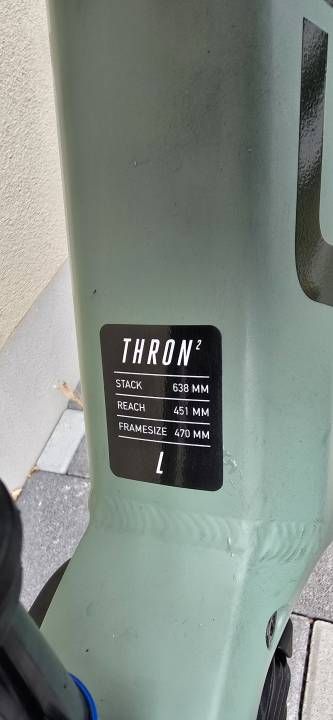 THRON²
STACK 638 MM
REACH 451 MM
FRAMESIZE 470 MM
L